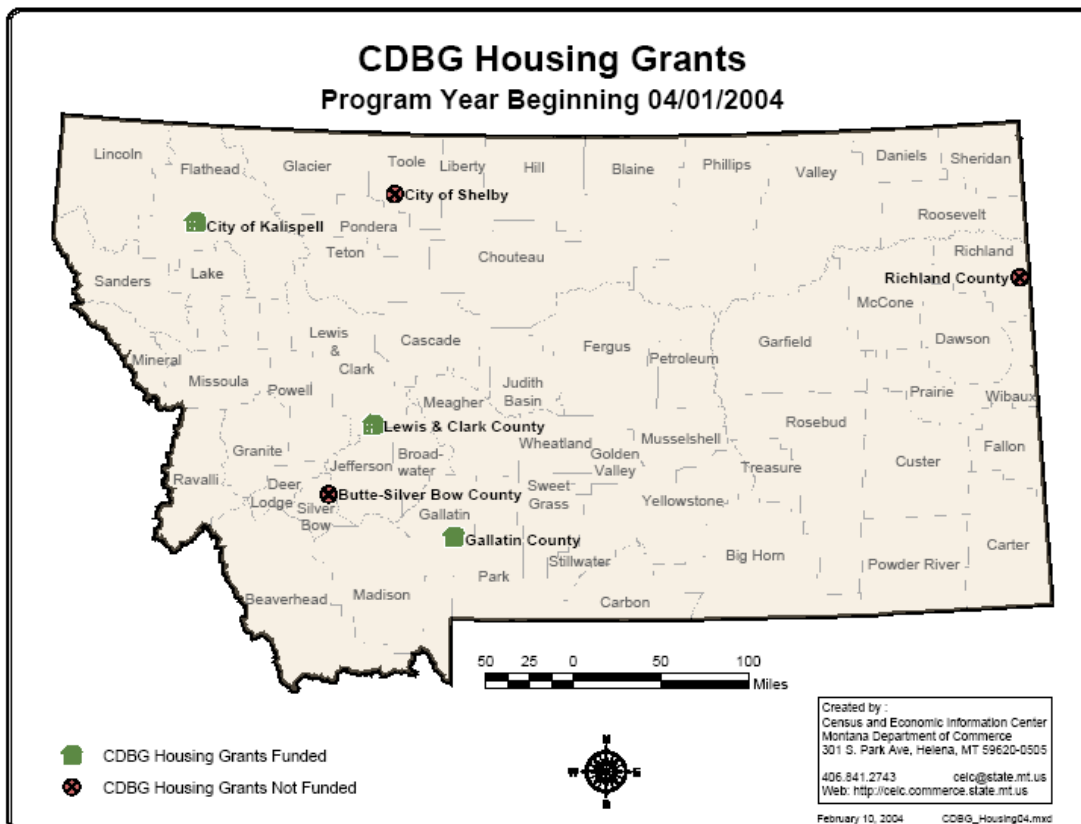 CDBG Housing Grants
Program Year Beginning 04/01/2004
Lincoln
Flathead
Glacier
Toole
Liberty
Hill
Blaine
Phillips
Valley
Daniels
Sheridan
City of Shelby
Roosevelt
City of Kalispell
Pondera
Teton
Chouteau
Richland
Richland County
Sanders
Lake
McCone
Lewis
&
Clark
Cascade
Fergus
Petroleum
Garfield
Dawson
Mineral
Missoula
Powell
Meagher
Judith
Basin
Prairie
Wibaux
Rosebud
Lewis & Clark County
Wheatland
Musselshell
Granite
Jefferson
Broad-
water
Golden
Valley
Treasure
Custer
Fallon
Ravalli
Deer
Lodge
Silver
Bow
Butte-Silver Bow County
Sweet
Grass
Yellowstone
Gallatin
Gallatin County
Stillwater
Park
Big Horn
Powder River
Carter
Beaverhead
Madison
Carbon
50 25 0 50 100
Miles
CDBG Housing Grants Funded
CDBG Housing Grants Not Funded
N
W
E
S
Created by :
Census and Economic Information Center
Montana Department of Commerce
301 S. Park Ave, Helena, MT 59620-0505
406.841.2743 ceic@state.mt.us
Web: http://ceic.commerce.state.mt.us
February 10, 2004 CDBG_Housing04.mxd